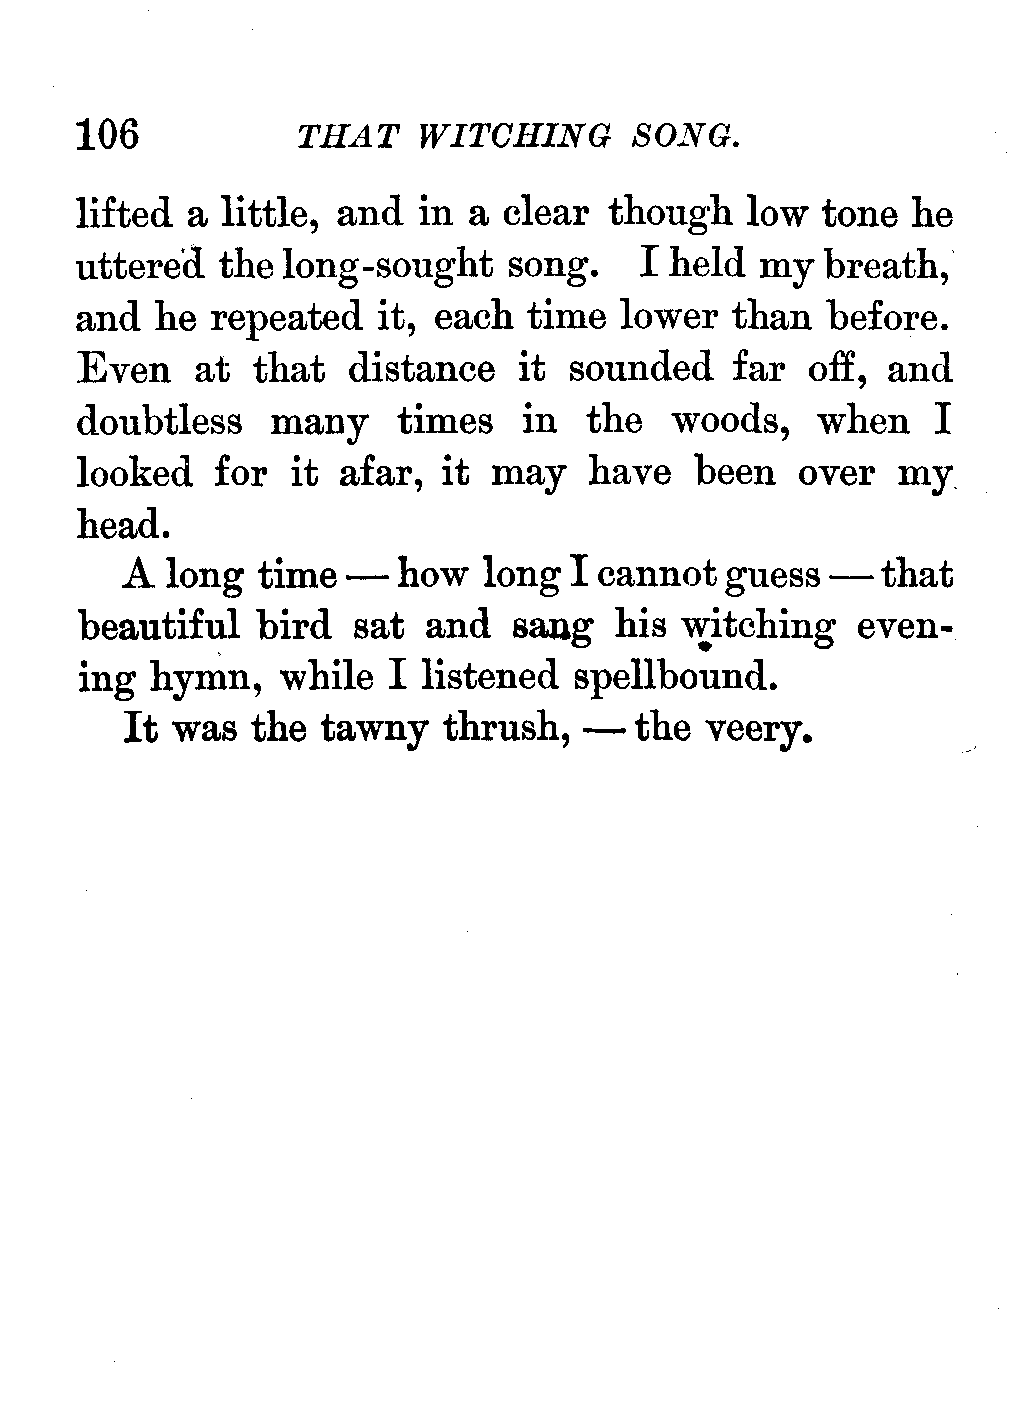 106 THAT WITCHING SONG.
lifted a little, and in a clear though low tone he
uttered the long-sought song. I held my breath,
and he repeated it, each time lower than before.
Even at that distance it sounded far off, and
doubtless many times in the woods, when I
looked for it afar, it may have been over my
head.
A long time — how long I cannot guess — that
beautiful bird sat and sang his witching even-
ing hymn, while I listened spellbound.
It was the tawny thrush, — the veery.